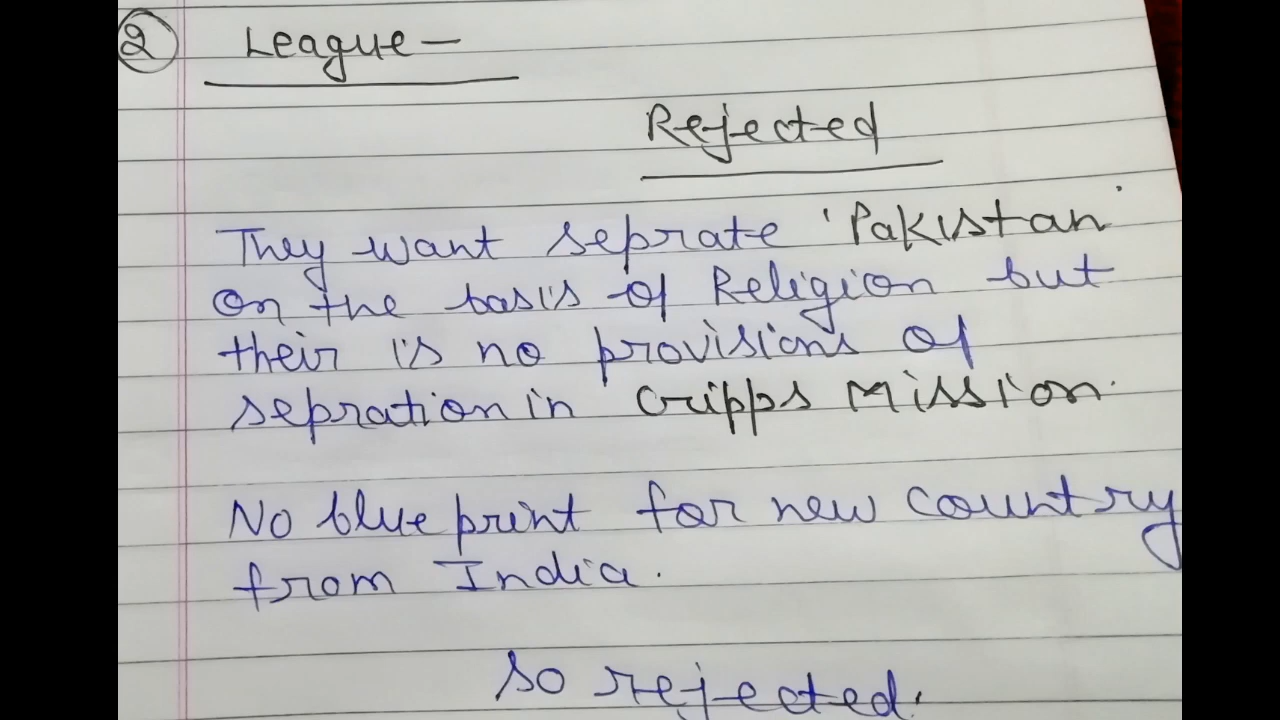 ② League —
Rejected
They want seprate 'Pakistan'
on the basis of Religion but
their is no provisions of
sepration in Cripps Mission.
No blue print for new country
from India.
So rejected.